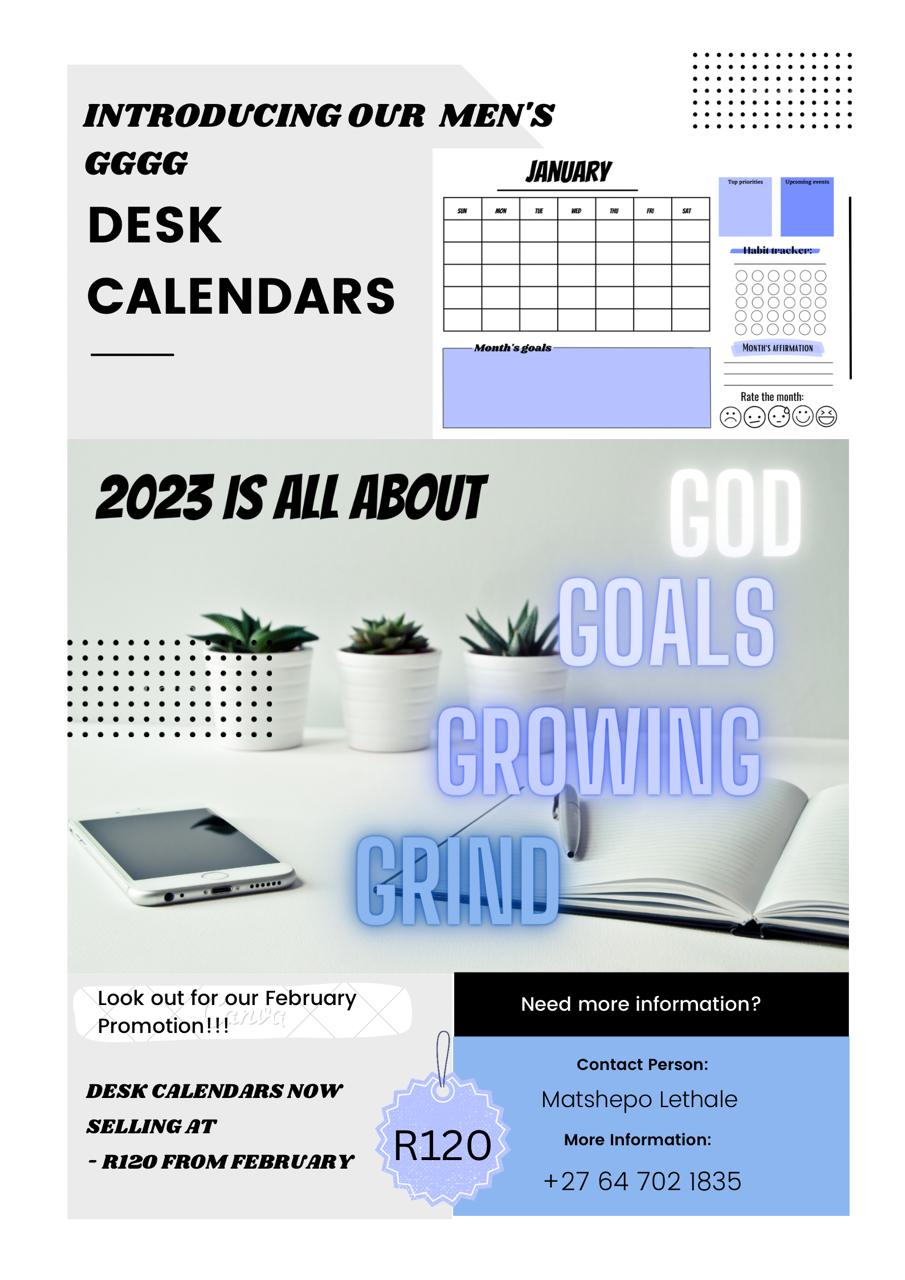 INTRODUCING OUR MEN'S
GGGG
DESK
CALENDARS
JANUARY
SUN MON TUE WED THU FRI SAT
Month's goals
Top priorities
Upcoming events
Habit tracker:
MONTH'S AFFIRMATION
Rate the month:
2023 IS ALL ABOUT
GOD
GOALS
GROWING
GRIND
Look out for our February
Promotion!!!
Canva
DESK CALENDARS NOW
SELLING AT
- R120 FROM FEBRUARY
R120
Need more information?
Contact Person:
Matshepo Lethale
More Information:
+27 64 702 1835